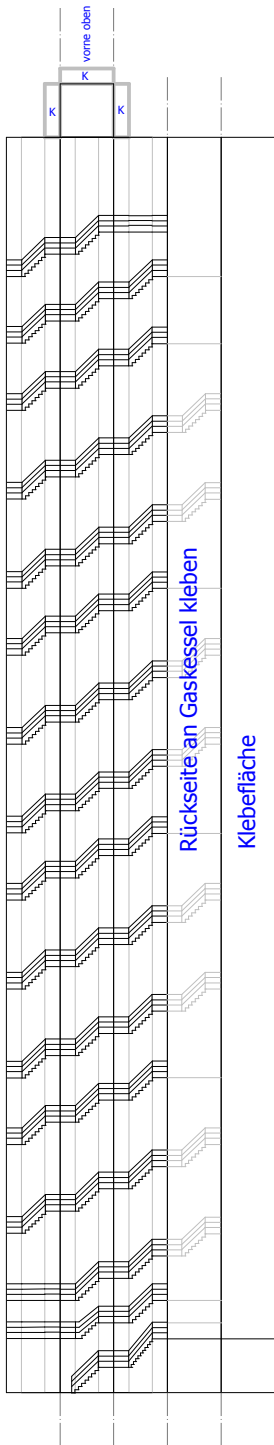 vorne oben
K
K
K
Rückseite an Gaskessel kleben
Klebefläche